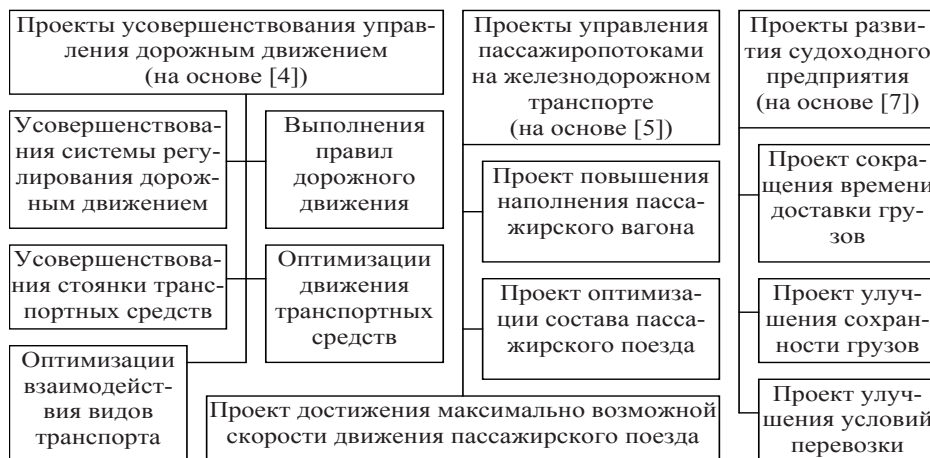 Проекты усовершенствования управ-
ления дорожным движением
(на основе [4])
Усовершенствова-
ния системы регу-
лирования дорож-
ным движением
Выполнения
правил
дорожного
движения
Усовершенствова-
ния стоянки транс-
портных средств
Оптимизации
движения
транспортных
средств
Оптимизации
взаимодейст-
вия видов
транспорта
Проекты управления
пассажиропотоками
на железнодорожном
транспорте
(на основе [5])
Проект повышения
наполнения пасса-
жирского вагона
Проект оптимиза-
ции состава пасса-
жирского поезда
Проект достижения максимально возможной
скорости движения пассажирского поезда
Проекты разви-
тия судоходного
предприятия
(на основе [7])
Проект сокра-
щения времени
доставки гру-
зов
Проект улуч-
шения сохран-
ности грузов
Проект улуч-
шения условий
перевозки